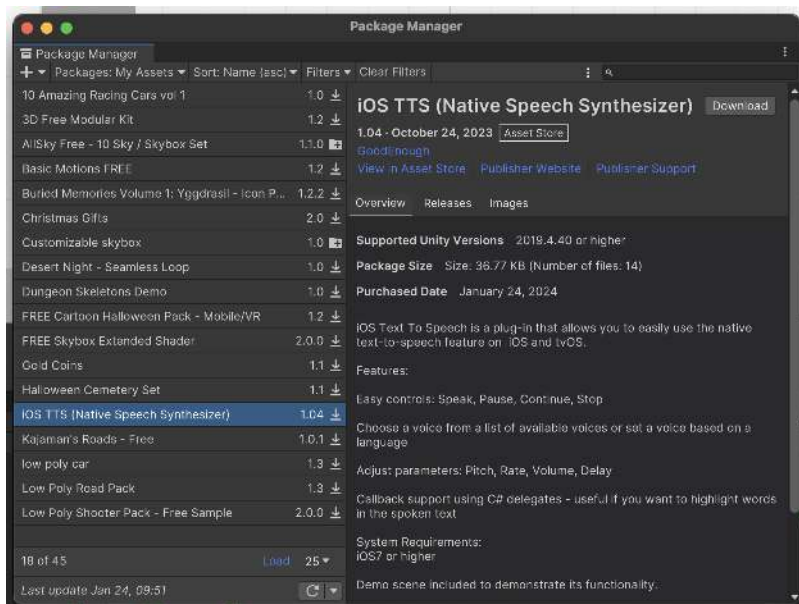 Package Manager
Package Manager
Packages: My Assets Sort: Name (asc) Filters Clear Filters
10 Amazing Racing Cars vol 1 1.0
3D Free Modular Kit 1.2
AllSky Free - 10 Sky / Skybox Set 1.1.0
Basic Motions FREE 1.2
Buried Memories Volume 1: Yggdrasil - Icon P... 1.2.2
Christmas Gifts 2.0
Customizable skybox 1.0
Desert Night - Seamless Loop 1.0
Dungeon Skeletons Demo 1.0
FREE Cartoon Halloween Pack - Mobile/VR 1.2
FREE Skybox Extended Shader 2.0.0
Gold Coins 1.1
Halloween Cemetery Set 1.1
iOS TTS (Native Speech Synthesizer) 1.04
Kajaman's Roads - Free 1.0.1
low poly car 1.3
Low Poly Road Pack 1.3
Low Poly Shooter Pack - Free Sample 2.0.0
18 of 45 Load 25
Last update Jan 24, 09:51
iOS TTS (Native Speech Synthesizer) Download
1.04 - October 24, 2023 Asset Store
GoodEnough
View in Asset Store Publisher Website Publisher Support
Overview Releases Images
Supported Unity Versions 2019.4.40 or higher
Package Size Size: 36.77 KB (Number of files: 14)
Purchased Date January 24, 2024
iOS Text To Speech is a plug-in that allows you to easily use the native
text-to-speech feature on iOS and tvOS.
Features:
Easy controls: Speak, Pause, Continue, Stop
Choose a voice from a list of available voices or set a voice based on a
language
Adjust parameters: Pitch, Rate, Volume, Delay
Callback support using C# delegates - useful if you want to highlight words
in the spoken text
System Requirements:
iOS7 or higher
Demo scene included to demonstrate its functionality.